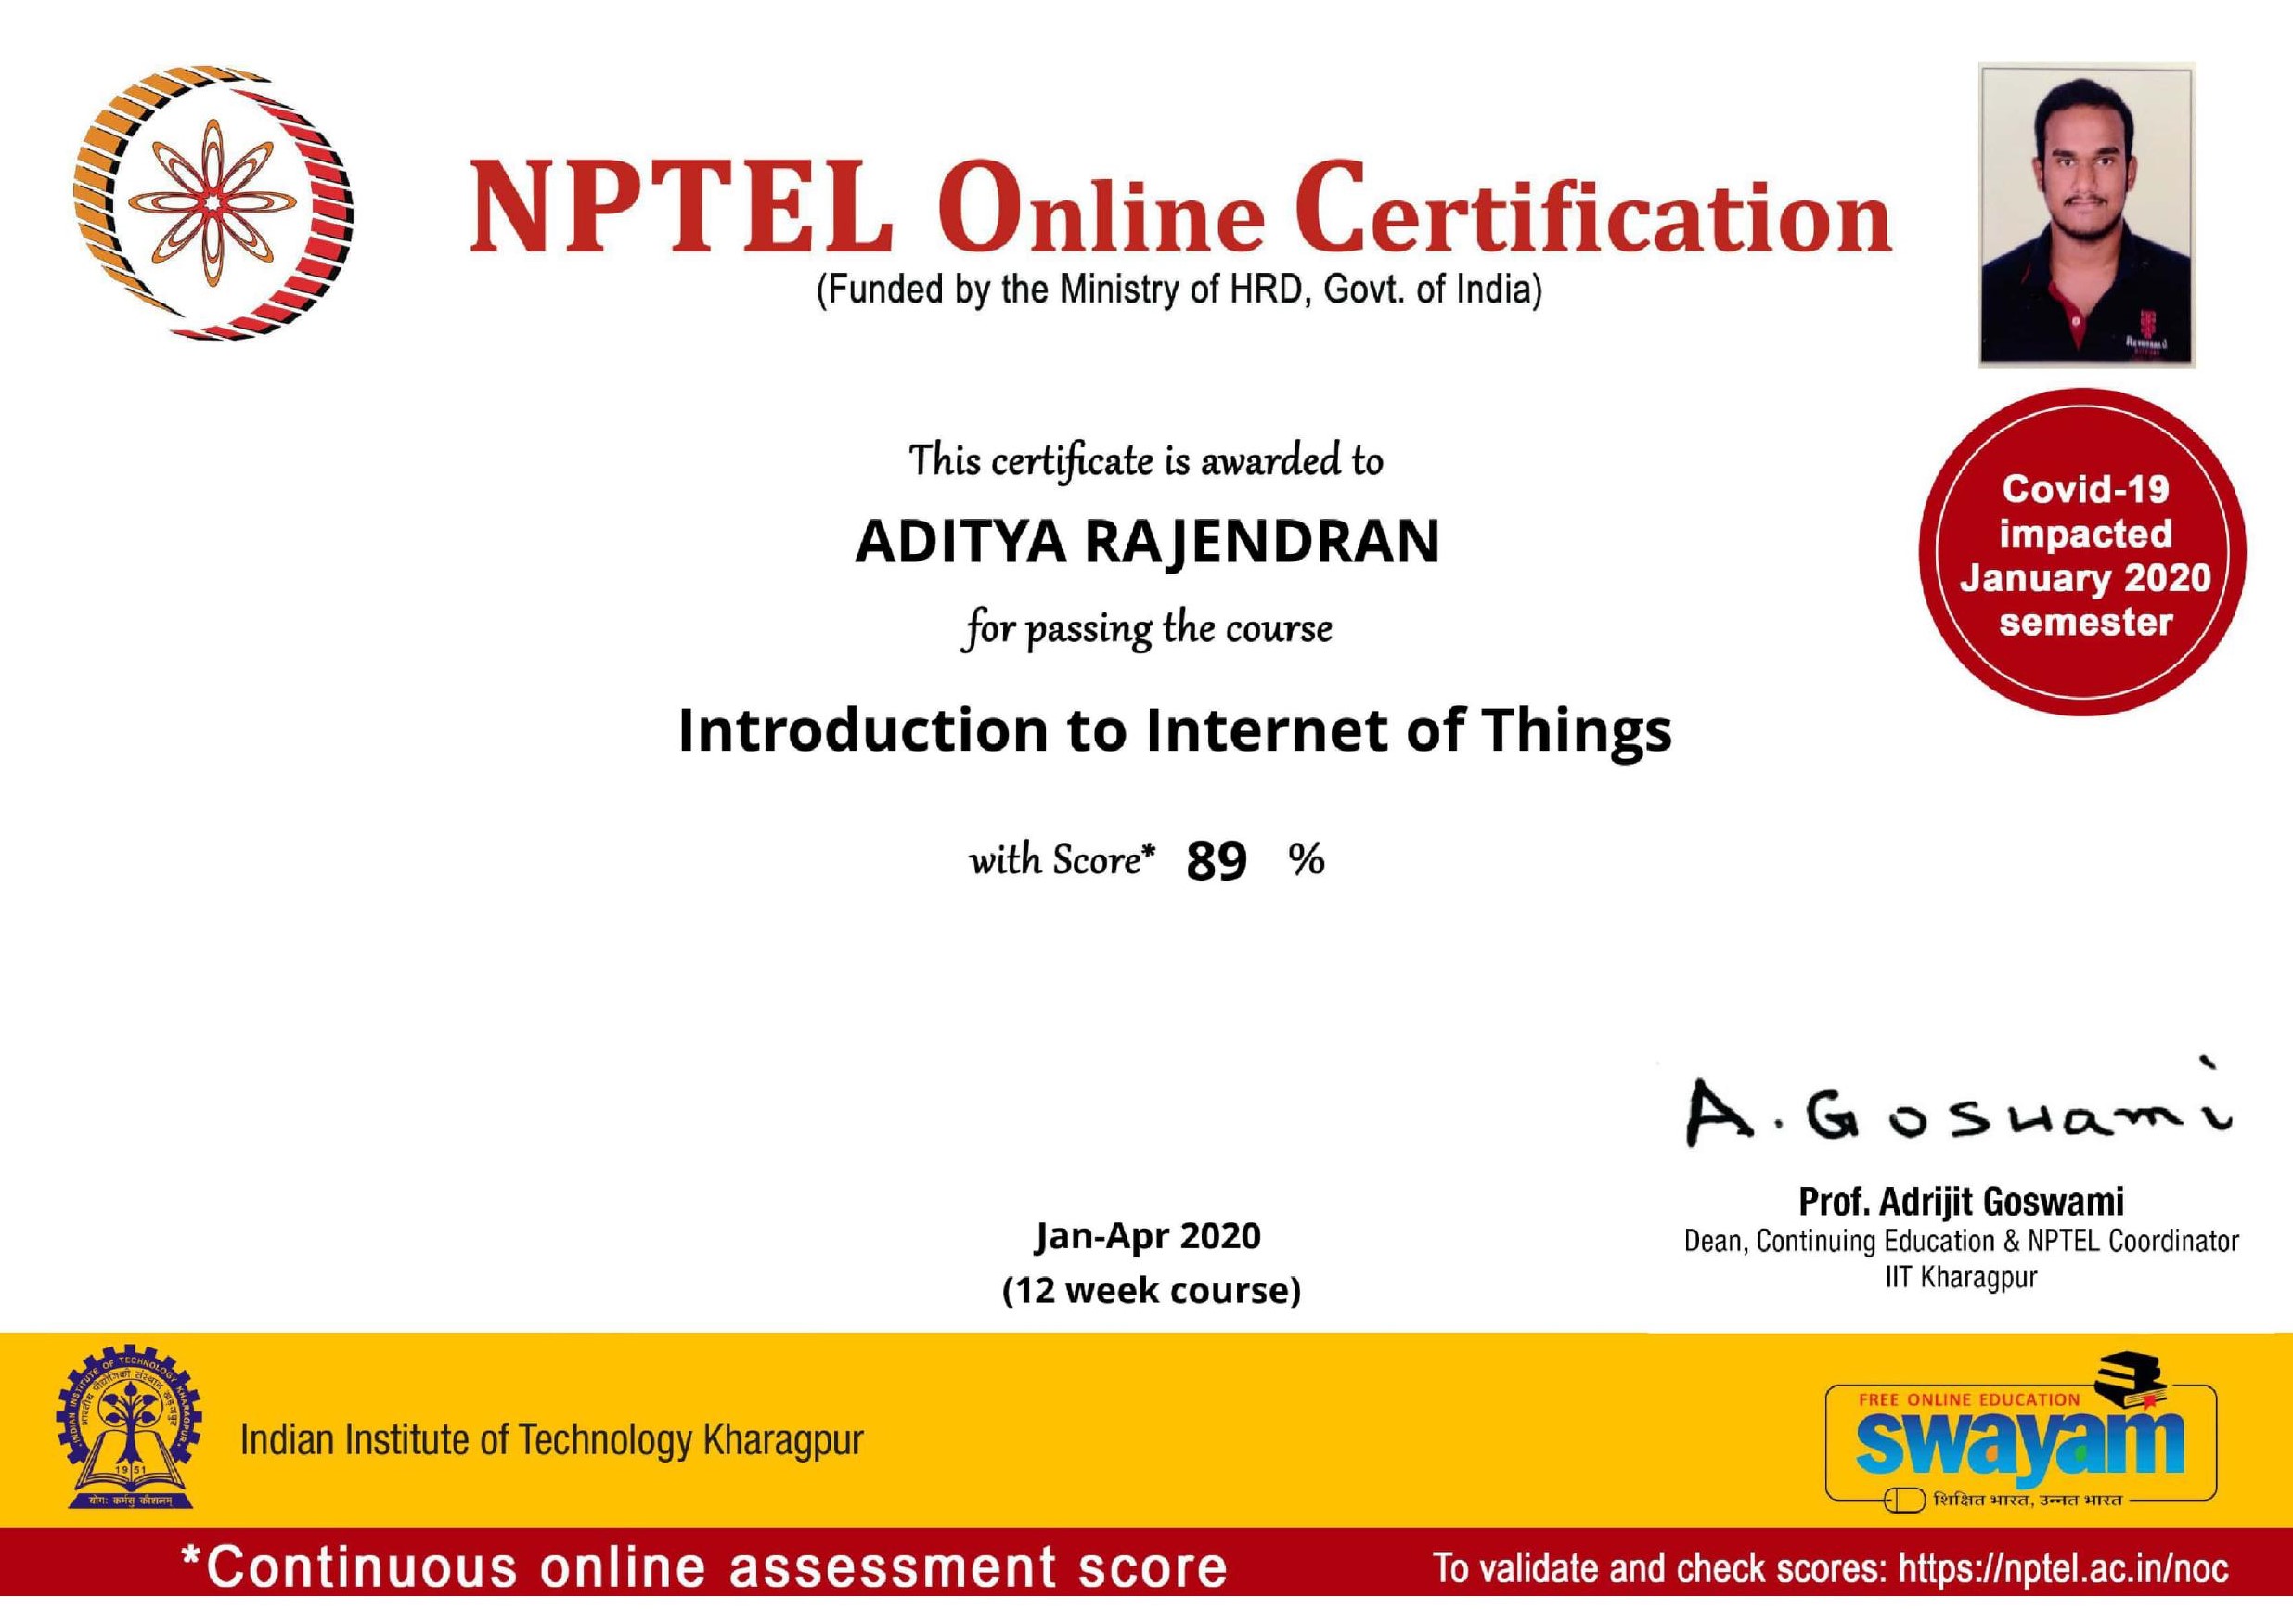 NPTEL Online Certification
(Funded by the Ministry of HRD, Govt. of India)
This certificate is awarded to
ADITYA RAJENDRAN
for passing the course
Introduction to Internet of Things
with Score* 89 %
Covid-19
impacted
January 2020
semester
A. Goswami
Prof. Adrijit Goswami
Dean, Continuing Education & NPTEL Coordinator
IIT Kharagpur
Jan-Apr 2020
(12 week course)
INDIAN INSTITUTE OF TECHNOLOGY KHARAGPUR
भारतीय प्रौद्योगिकी संस्थान खड़गपुर
1951
योगः कर्मसु कौशलम्
Indian Institute of Technology Kharagpur
FREE ONLINE EDUCATION
swayam
शिक्षित भारत, उन्नत भारत
*Continuous online assessment score
To validate and check scores: https://nptel.ac.in/noc